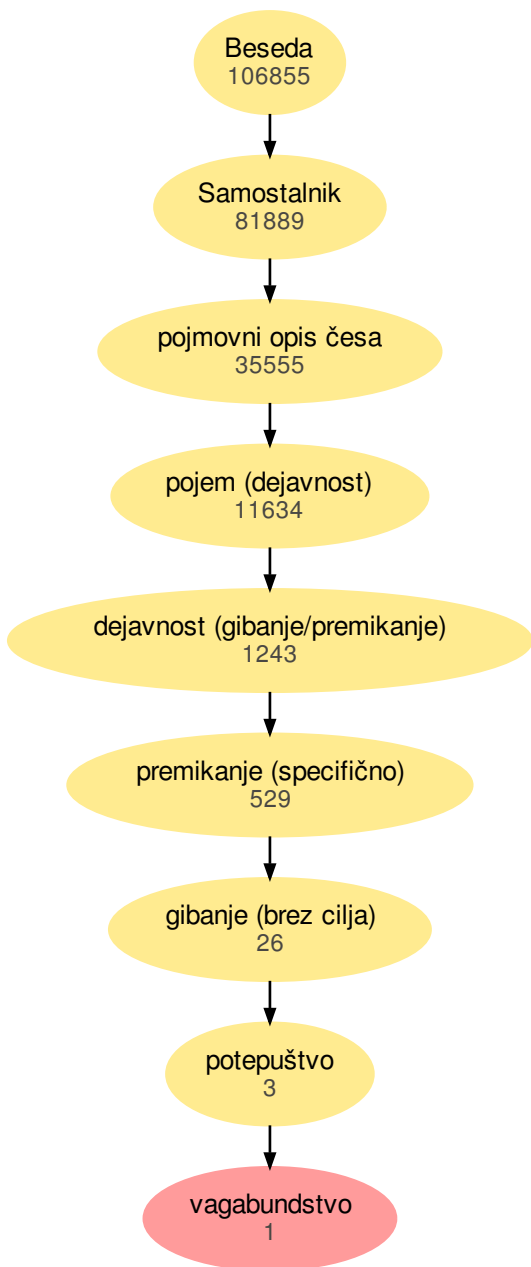 Beseda
106855
Samostalnik
81889
pojmovni opis česa
35555
pojem (dejavnost)
11634
dejavnost (gibanje/premikanje)
1243
premikanje (specifično)
529
gibanje (brez cilja)
26
potepuštvo
3
vagabundstvo
1